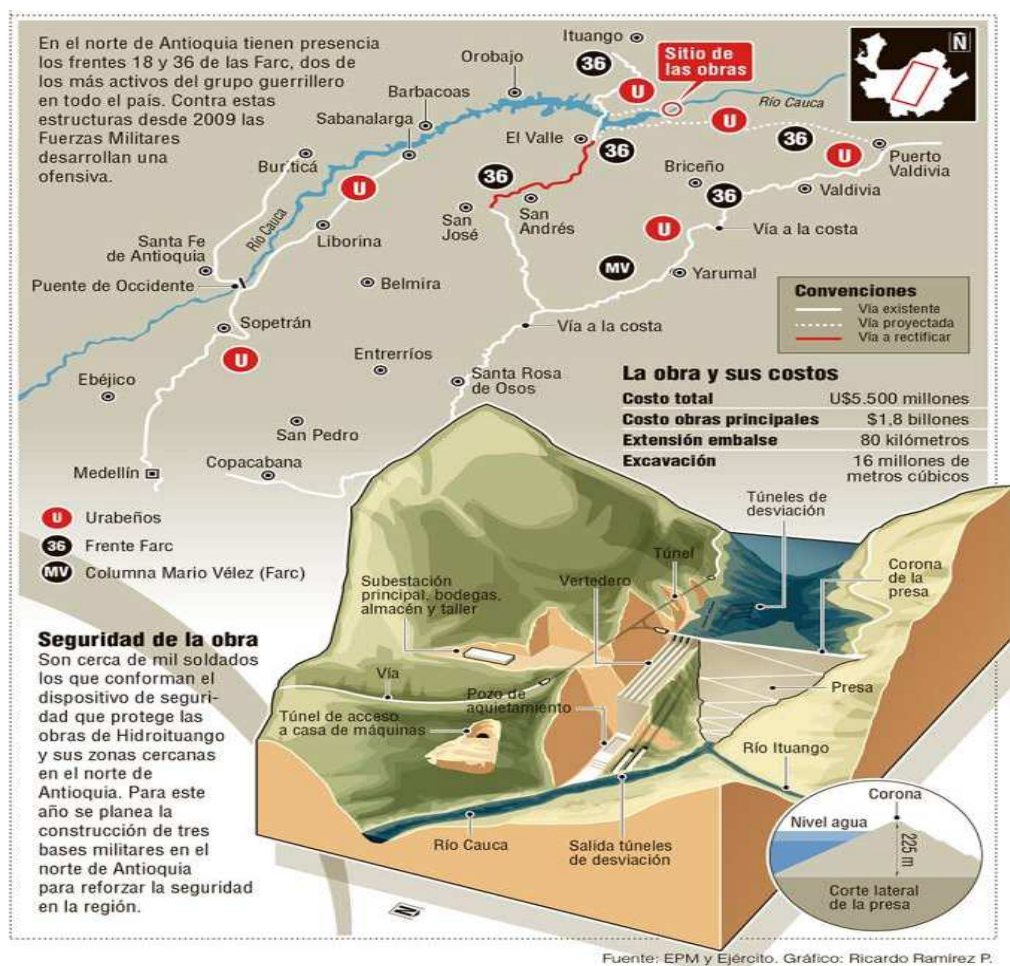 En el norte de Antioquia tienen presencia
los frentes 18 y 36 de las Farc, dos de
los más activos del grupo guerrillero
en todo el país. Contra estas
estructuras desde 2009 las
Fuerzas Militares
desarrollan una
ofensiva.
Ituango
36
Sitio de
las obras
Ñ
Orobajo
U
Río Cauca
Barbacoas
Sabanalarga
El Valle
36
U
36
U
Puerto
Valdivia
Buriticá
U
36
Briceño
36
Valdivia
Río Cauca
San
José
San
Andrés
U
Vía a la costa
Santa Fe
de Antioquia
Liborina
MV
Yarumal
Puente de Occidente
Belmira
Convenciones
Vía existente
Vía proyectada
Vía a rectificar
Sopetrán
Vía a la costa
U
Entrerríos
Ebéjico
Santa Rosa
de Osos
San Pedro
Medellín
Copacabana
La obra y sus costos
Costo total U$5.500 millones
Costo obras principales $1,8 billones
Extensión embalse 80 kilómetros
Excavación 16 millones de
metros cúbicos
U Urabeños
36 Frente Farc
MV Columna Mario Vélez (Farc)
Túneles de
desviación
Túnel
Corona
de la
presa
Subestación
principal, bodegas,
almacén y taller
Vertedero
Vía
Pozo de
aquietamiento
Presa
Túnel de acceso
a casa de máquinas
Río Ituango
Río Cauca
Salida túneles
de desviación
Corona
Nivel agua
225 m
Corte lateral
de la presa
Seguridad de la obra
Son cerca de mil soldados
los que conforman el
dispositivo de seguri-
dad que protege las
obras de Hidroituango
y sus zonas cercanas
en el norte de
Antioquia. Para este
año se planea la
construcción de tres
bases militares en el
norte de Antioquia
para reforzar la seguridad
en la región.
N
Fuente: EPM y Ejército. Gráfico: Ricardo Ramírez P.